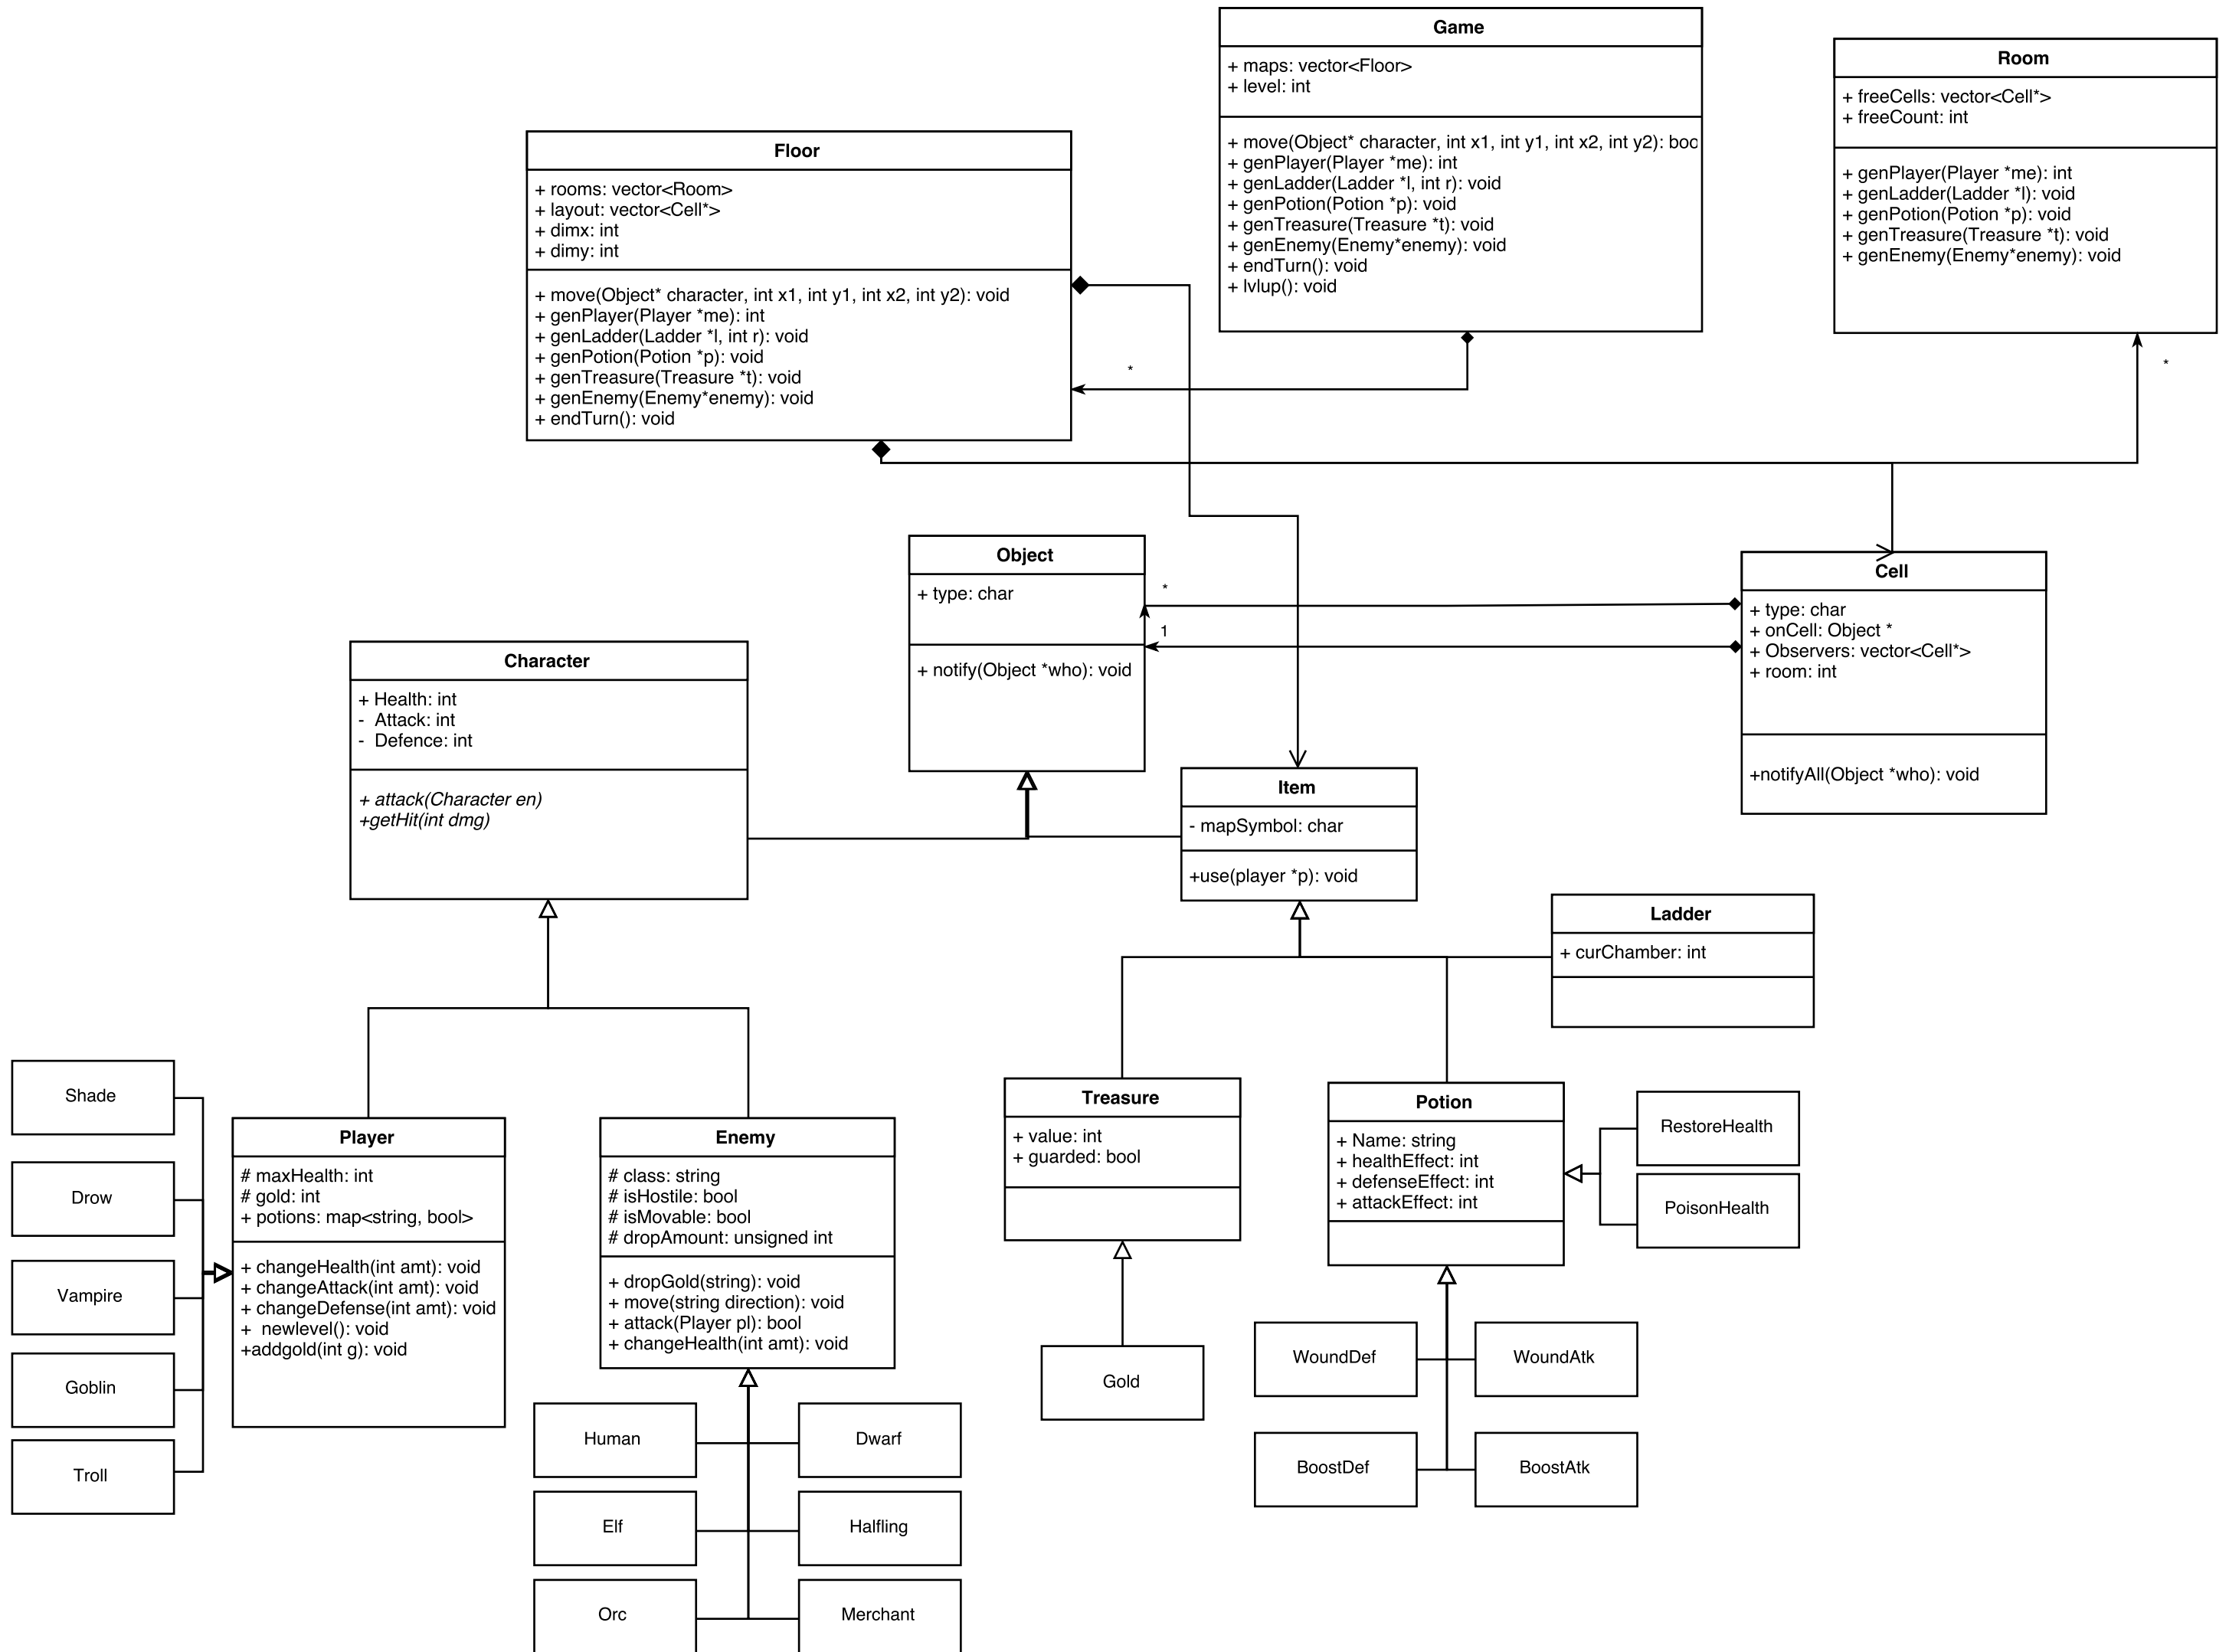 Game
+ maps: vector<Floor>
+ level: int
+ move(Object* character, int x1, int y1, int x2, int y2): boo
+ genPlayer(Player *me): int
+ genLadder(Ladder *l, int r): void
+ genPotion(Potion *p): void
+ genTreasure(Treasure *t): void
+ genEnemy(Enemy*enemy): void
+ endTurn(): void
+ lvlup(): void
Room
+ freeCells: vector<Cell*>
+ freeCount: int
+ genPlayer(Player *me): int
+ genLadder(Ladder *l): void
+ genPotion(Potion *p): void
+ genTreasure(Treasure *t): void
+ genEnemy(Enemy*enemy): void
Floor
+ rooms: vector<Room>
+ layout: vector<Cell*>
+ dimx: int
+ dimy: int
+ move(Object* character, int x1, int y1, int x2, int y2): void
+ genPlayer(Player *me): int
+ genLadder(Ladder *l, int r): void
+ genPotion(Potion *p): void
+ genTreasure(Treasure *t): void
+ genEnemy(Enemy*enemy): void
+ endTurn(): void
*
*
Object
+ type: char
+ notify(Object *who): void
*
1
Cell
+ type: char
+ onCell: Object *
+ Observers: vector<Cell*>
+ room: int
+notifyAll(Object *who): void
Character
+ Health: int
- Attack: int
- Defence: int
+ attack(Character en)
+getHit(int dmg)
Item
- mapSymbol: char
+use(player *p): void
Ladder
+ curChamber: int
Shade
Drow
Vampire
Goblin
Troll
Player
# maxHealth: int
# gold: int
+ potions: map<string, bool>
+ changeHealth(int amt): void
+ changeAttack(int amt): void
+ changeDefense(int amt): void
+ newlevel(): void
+addgold(int g): void
Enemy
# class: string
# isHostile: bool
# isMovable: bool
# dropAmount: unsigned int
+ dropGold(string): void
+ move(string direction): void
+ attack(Player pl): bool
+ changeHealth(int amt): void
Human
Dwarf
Elf
Halfling
Orc
Merchant
Treasure
+ value: int
+ guarded: bool
Gold
Potion
+ Name: string
+ healthEffect: int
+ defenseEffect: int
+ attackEffect: int
RestoreHealth
PoisonHealth
WoundDef
WoundAtk
BoostDef
BoostAtk